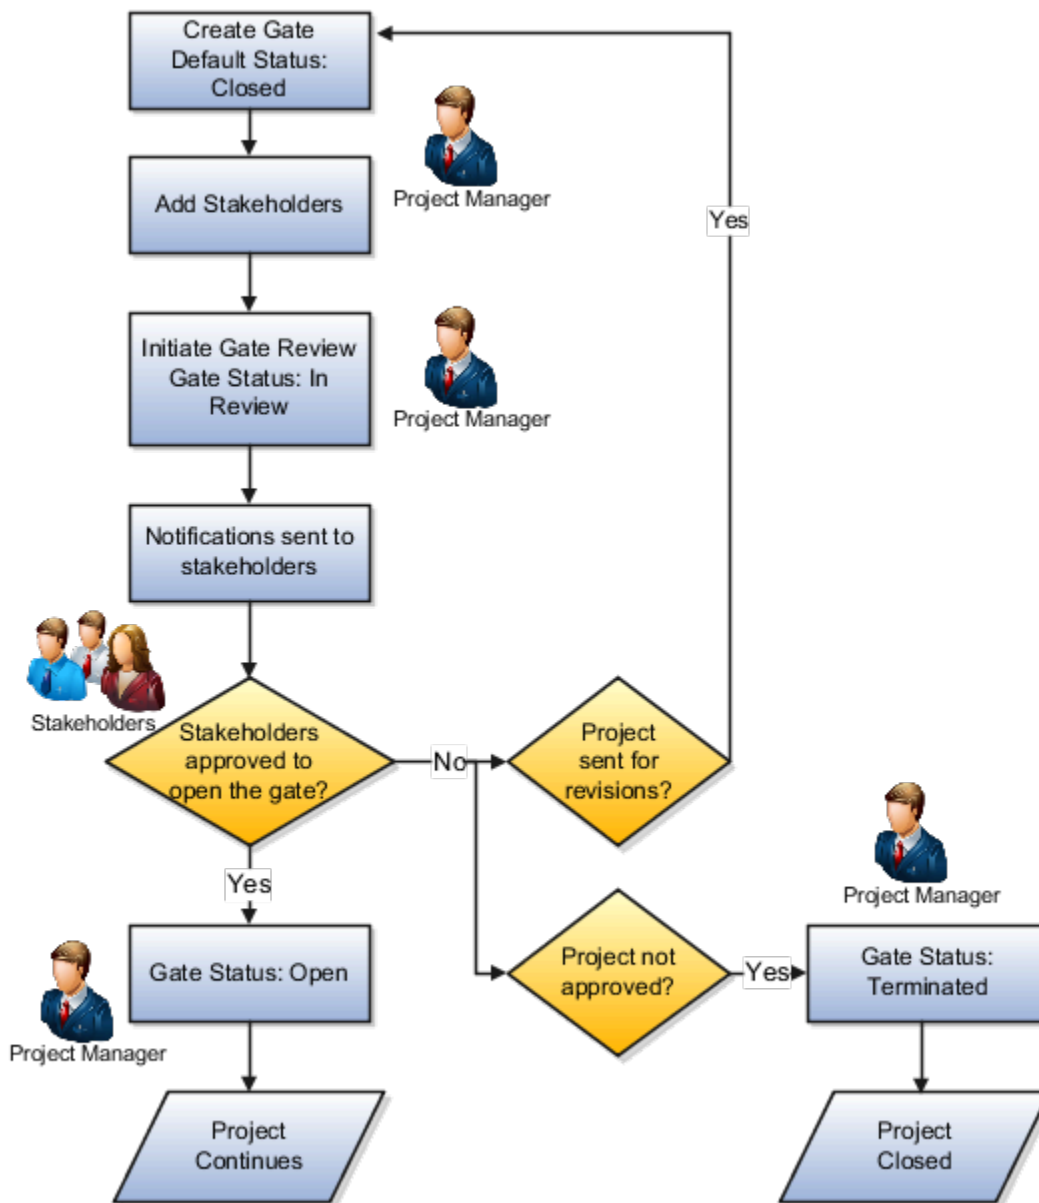 Create Gate
Default Status:
Closed
Project Manager
Add Stakeholders
Yes
Initiate Gate Review
Gate Status: In
Review
Project Manager
Notifications sent to
stakeholders
Stakeholders
Stakeholders
approved to
open the gate?
No
Project
sent for
revisions?
Yes
Project Manager
Gate Status: Open
Project Manager
Project not
approved?
Yes
Gate Status:
Terminated
Project
Continues
Project
Closed